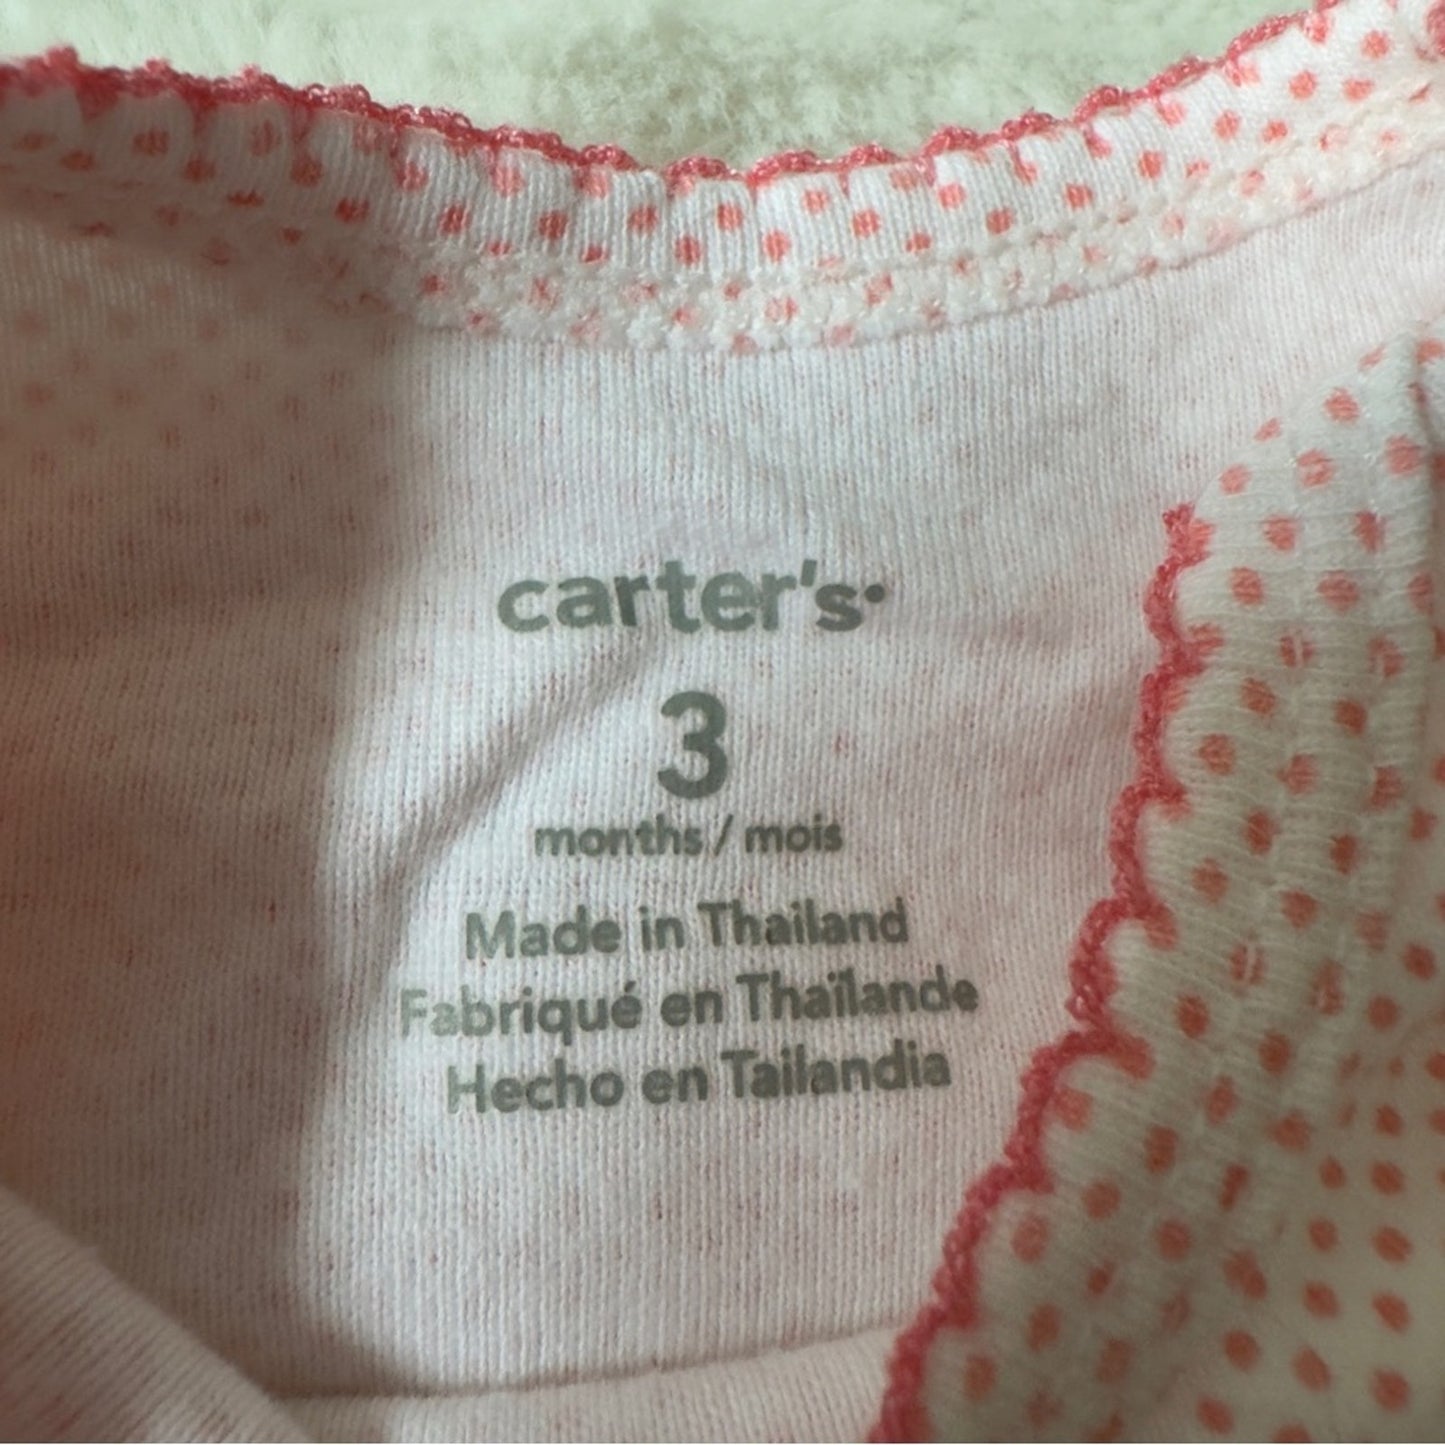 carter's
3
months / mois
Made in Thailand
Fabriqué en Thaïlande
Hecho en Tailandia